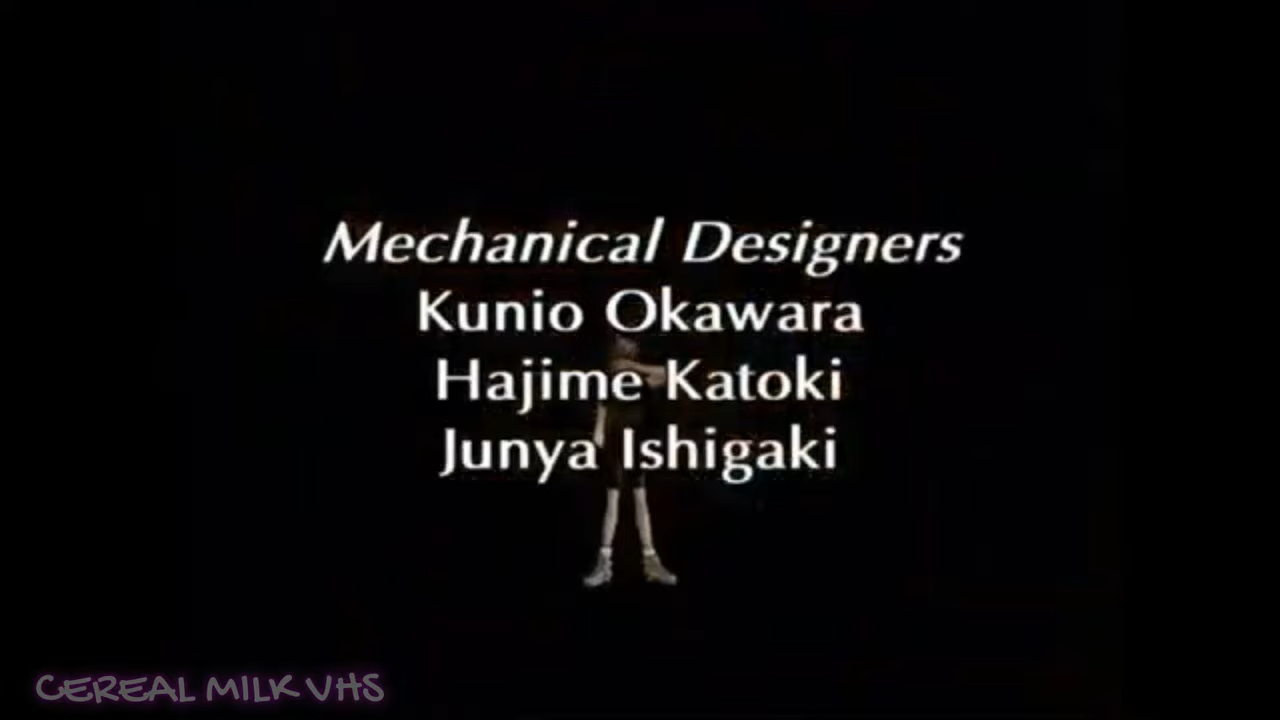 Mechanical Designers
Kunio Okawara
Hajime Katoki
Junya Ishigaki
CEREAL MILK VHS